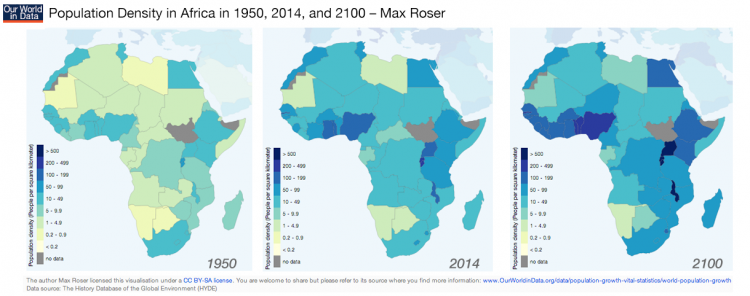 Our World
in Data
Population Density in Africa in 1950, 2014, and 2100 – Max Roser
Population density (People per square kilometer)
> 500
200 - 499
100 - 199
50 - 99
10 - 49
5 - 9.9
1 - 4.9
0.2 - 0.9
< 0.2
no data
1950
Population density (People per square kilometer)
> 500
200 - 499
100 - 199
50 - 99
10 - 49
5 - 9.9
1 - 4.9
0.2 - 0.9
< 0.2
no data
2014
Population density (People per square kilometer)
> 500
200 - 499
100 - 199
50 - 99
10 - 49
5 - 9.9
1 - 4.9
0.2 - 0.9
< 0.2
no data
2100
The author Max Roser licensed this visualisation under a CC BY-SA license. You are welcome to share but please refer to its source where you find more information: www.OurWorldinData.org/data/population-growth-vital-statistics/world-population-growth
Data source: The History Database of the Global Environment (HYDE)